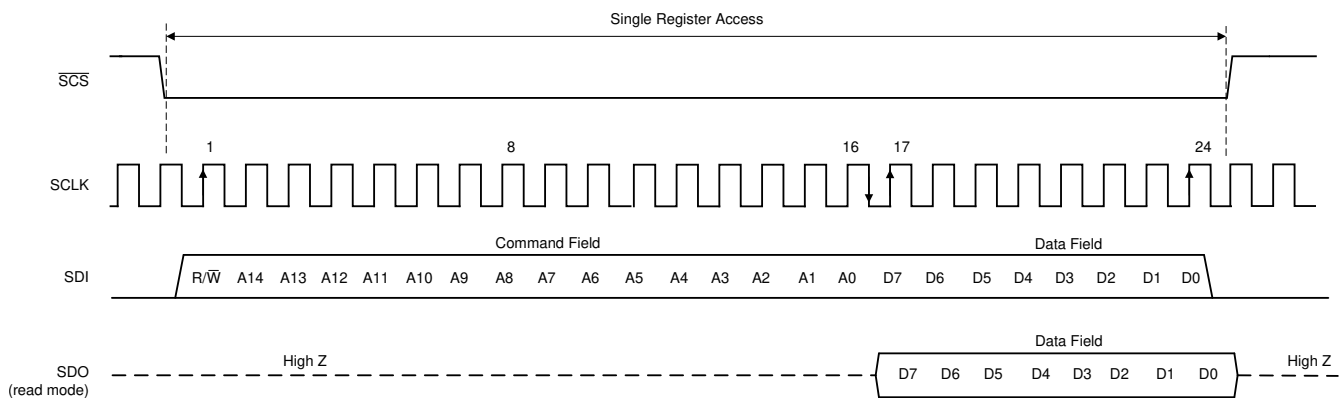 Single Register Access
S̅C̅S̅
1 8 16 17 24
SCLK
Command Field Data Field
SDI R/W̅ A14 A13 A12 A11 A10 A9 A8 A7 A6 A5 A4 A3 A2 A1 A0 D7 D6 D5 D4 D3 D2 D1 D0
Data Field
High Z High Z
SDO D7 D6 D5 D4 D3 D2 D1 D0
(read mode)